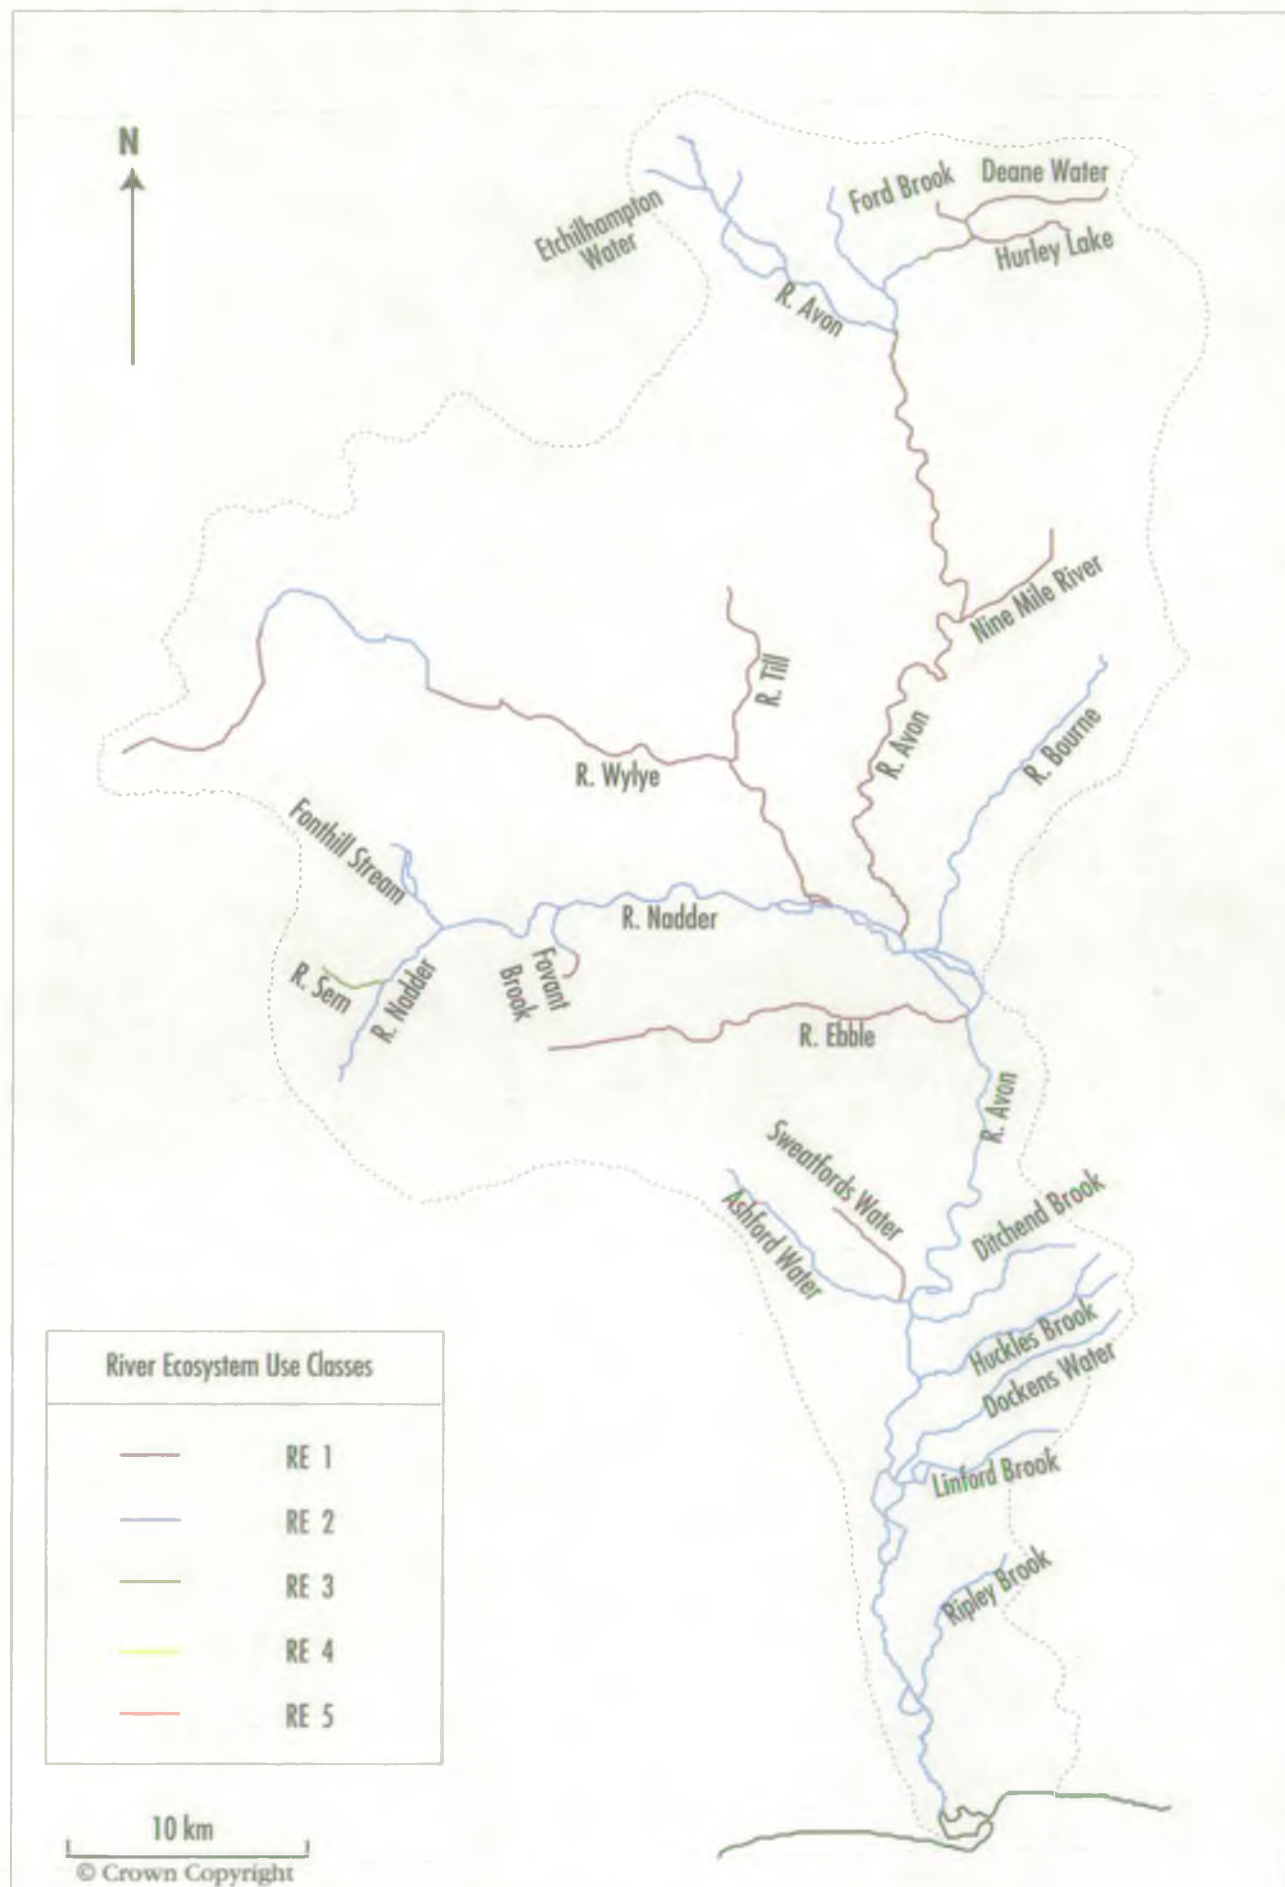 N
Ford Brook
Deane Water
Etchilhampton
Water
Hurley Lake
R. Avon
Nine Mile River
R. Till
R. Avon
R. Bourne
R. Wylye
Fonthill Stream
R. Nadder
R. Sem
R. Nadder
Fovant
Brook
R. Ebble
R. Avon
Sweatfords Water
Ashford Water
Ditchend Brook
Huckles Brook
Dockens Water
Linford Brook
Ripley Brook
River Ecosystem Use Classes
RE 1
RE 2
RE 3
RE 4
RE 5
10 km
© Crown Copyright